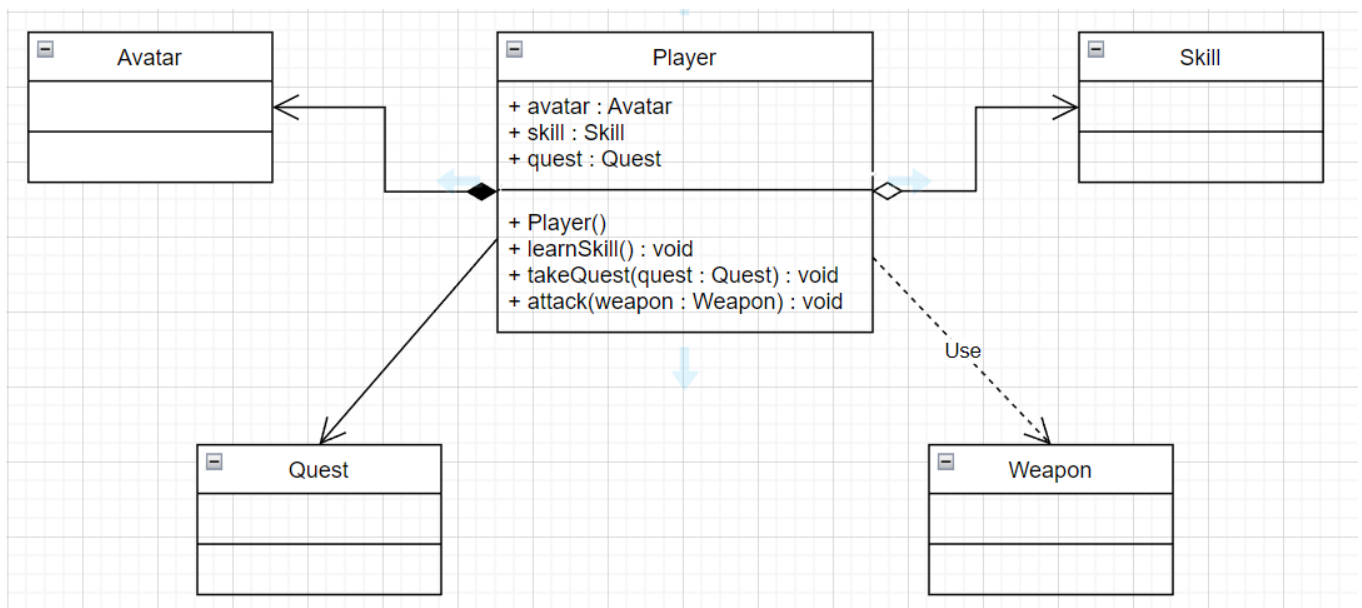 Avatar
Player
+ avatar : Avatar
+ skill : Skill
+ quest : Quest
+ Player()
+ learnSkill() : void
+ takeQuest(quest : Quest) : void
+ attack(weapon : Weapon) : void
Skill
Use
Quest
Weapon